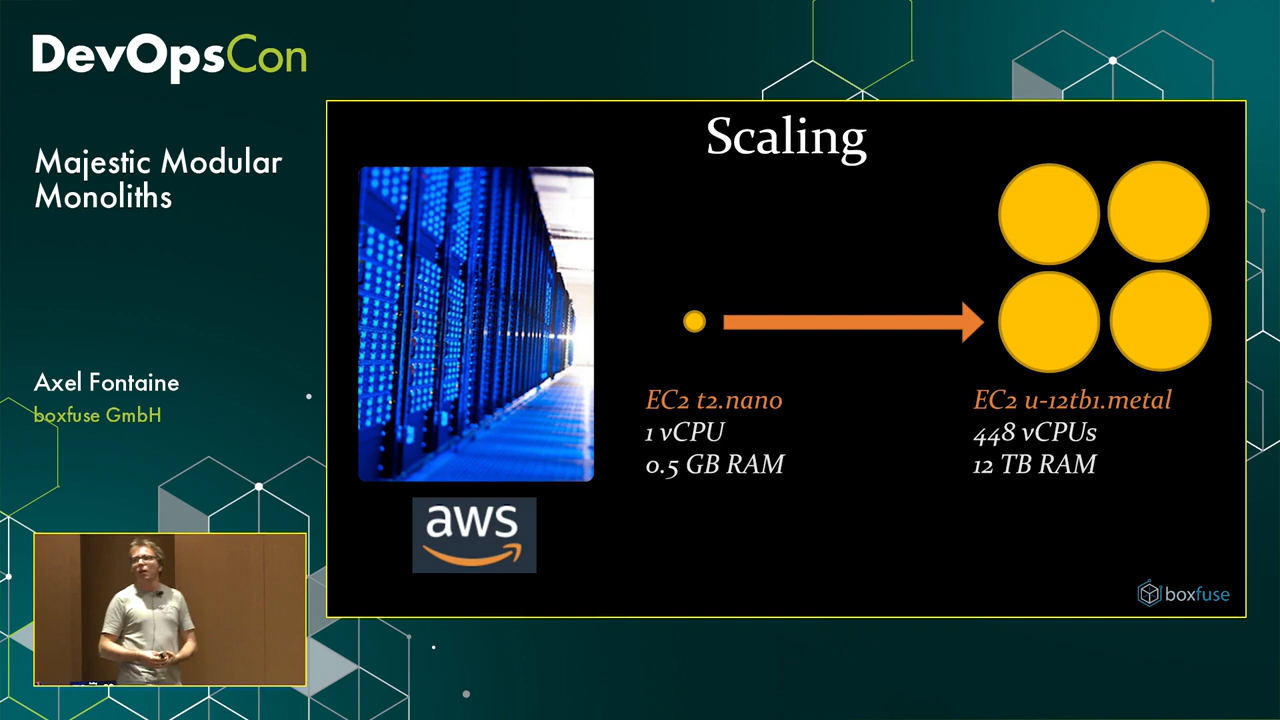 DevOpsCon
Majestic Modular
Monoliths
Axel Fontaine
boxfuse GmbH
Scaling
EC2 t2.nano
1 vCPU
0.5 GB RAM
EC2 u-12tb1.metal
448 vCPUs
12 TB RAM
aws
boxfuse